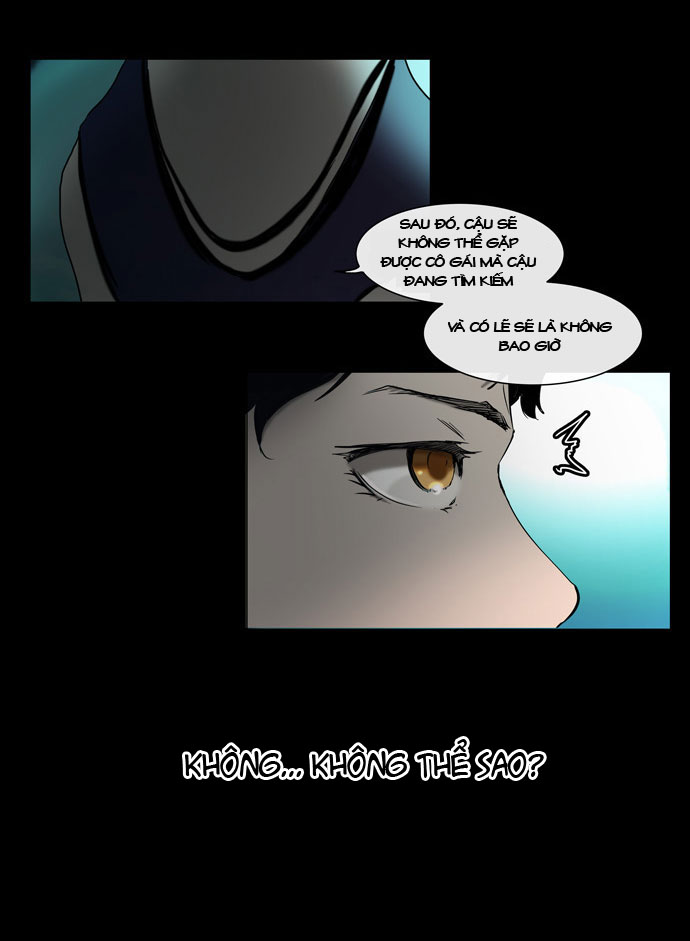 SAU ĐÓ, CẬU SẼ
KHÔNG THỂ GẶP
ĐƯỢC CÔ GÁI MÀ CẬU
ĐANG TÌM KIẾM
VÀ CÓ LẼ SẼ LÀ KHÔNG
BAO GIỜ
KHÔNG... KHÔNG THỂ SAO?